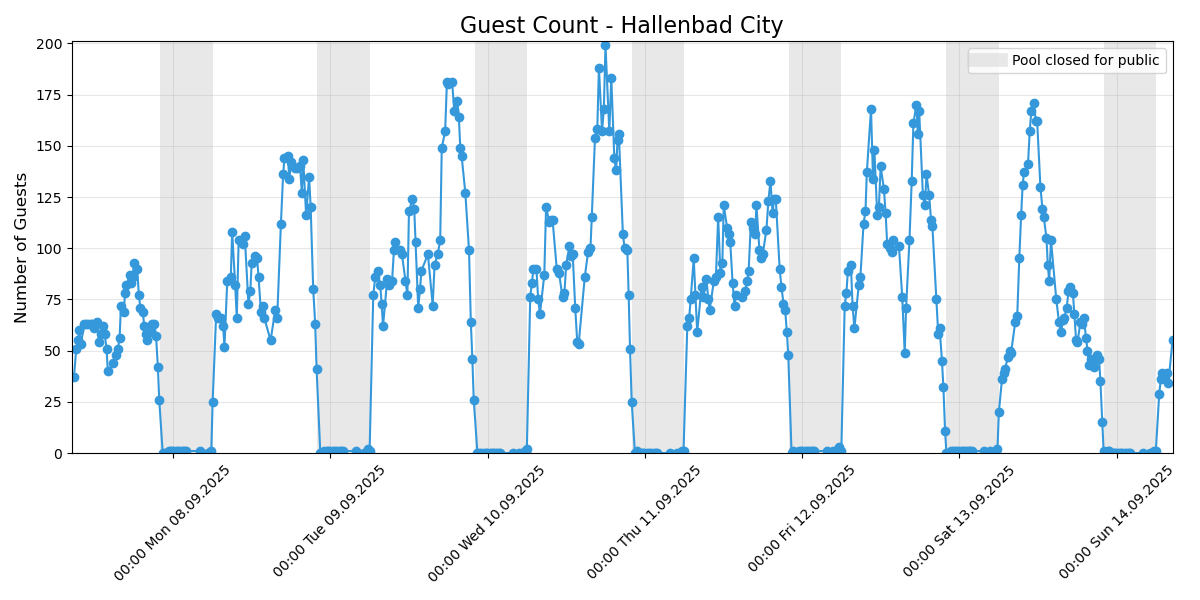 Guest Count - Hallenbad City
Pool closed for public
Number of Guests
200
175
150
125
100
75
50
25
0
00:00 Mon 08.09.2025
00:00 Tue 09.09.2025
00:00 Wed 10.09.2025
00:00 Thu 11.09.2025
00:00 Fri 12.09.2025
00:00 Sat 13.09.2025
00:00 Sun 14.09.2025